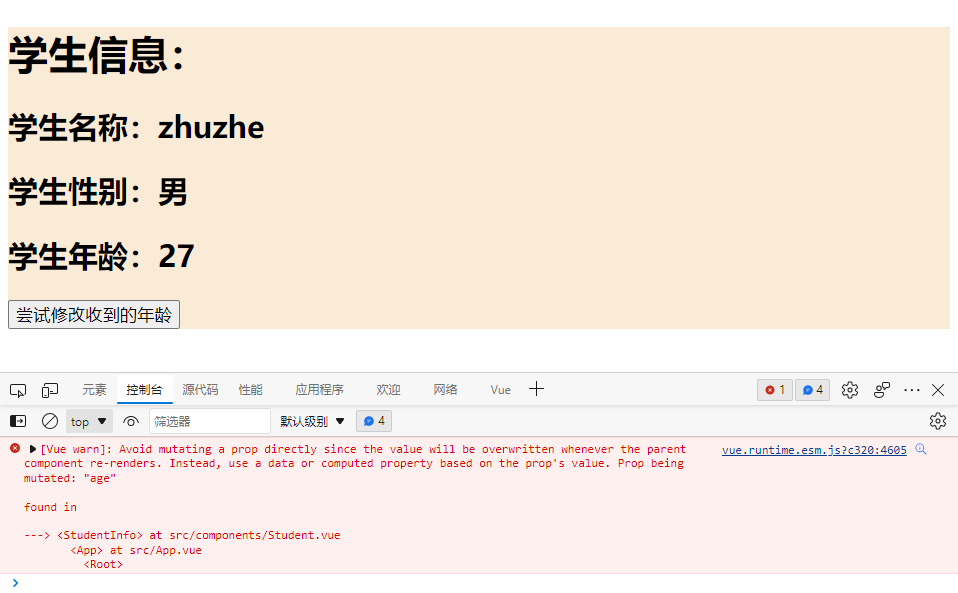 学生信息：
学生名称：zhuzhe
学生性别：男
学生年龄：27
尝试修改收到的年龄
元素 控制台 源代码 性能 应用程序 欢迎 网络 Vue 1 4
top 筛选器 默认级别 4
[Vue warn]: Avoid mutating a prop directly since the value will be overwritten whenever the parent vue.runtime.esm.js?c320:4605
component re-renders. Instead, use a data or computed property based on the prop's value. Prop being
mutated: "age"
found in
---> <StudentInfo> at src/components/Student.vue
<App> at src/App.vue
<Root>